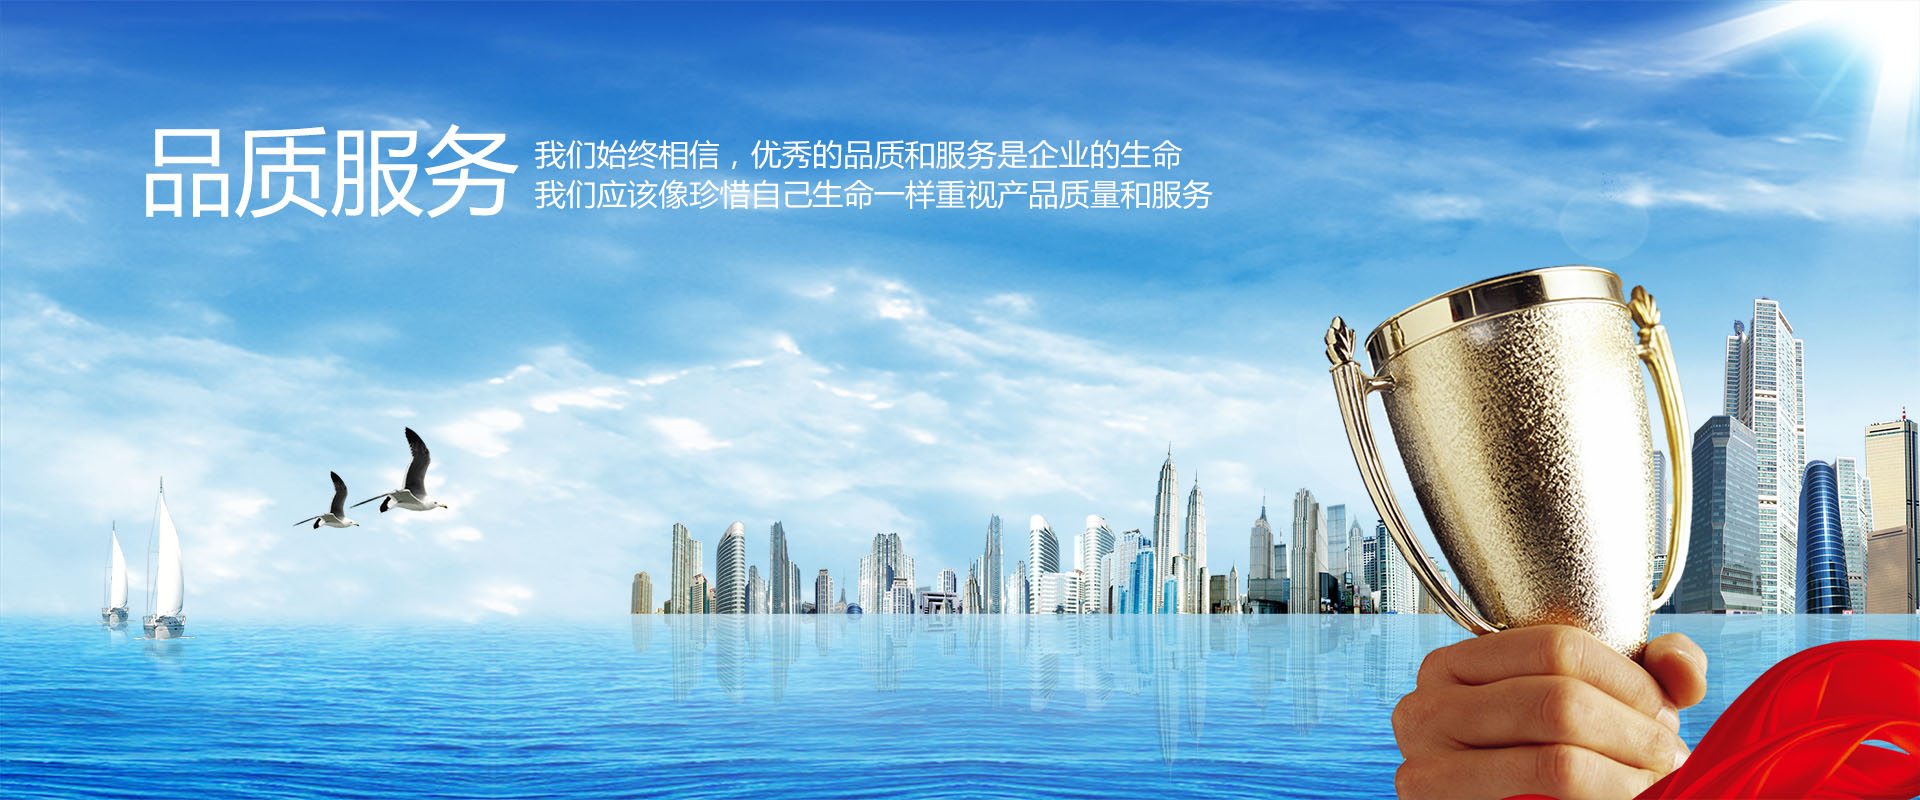 品质服务
我们始终相信，优秀的品质和服务是企业的生命
我们应该像珍惜自己生命一样重视产品质量和服务